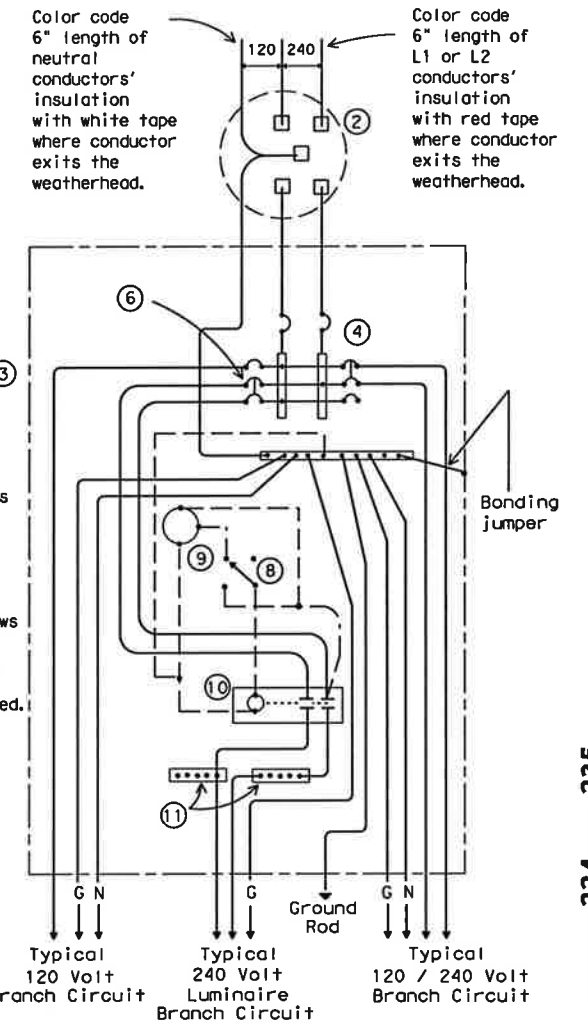 Color code
6" length of
neutral
conductors'
insulation
with white tape
where conductor
exits the
weatherhead.
120 240
Color code
6" length of
L1 or L2
conductors'
insulation
with red tape
where conductor
exits the
weatherhead.
2
6
4
3
s
Bonding
jumper
9
8
ws
10
ed.
11
G N
G
Ground
Rod
G N
Typical
120 Volt
ranch Circuit
Typical
240 Volt
Luminaire
Branch Circuit
Typical
120 / 240 Volt
Branch Circuit